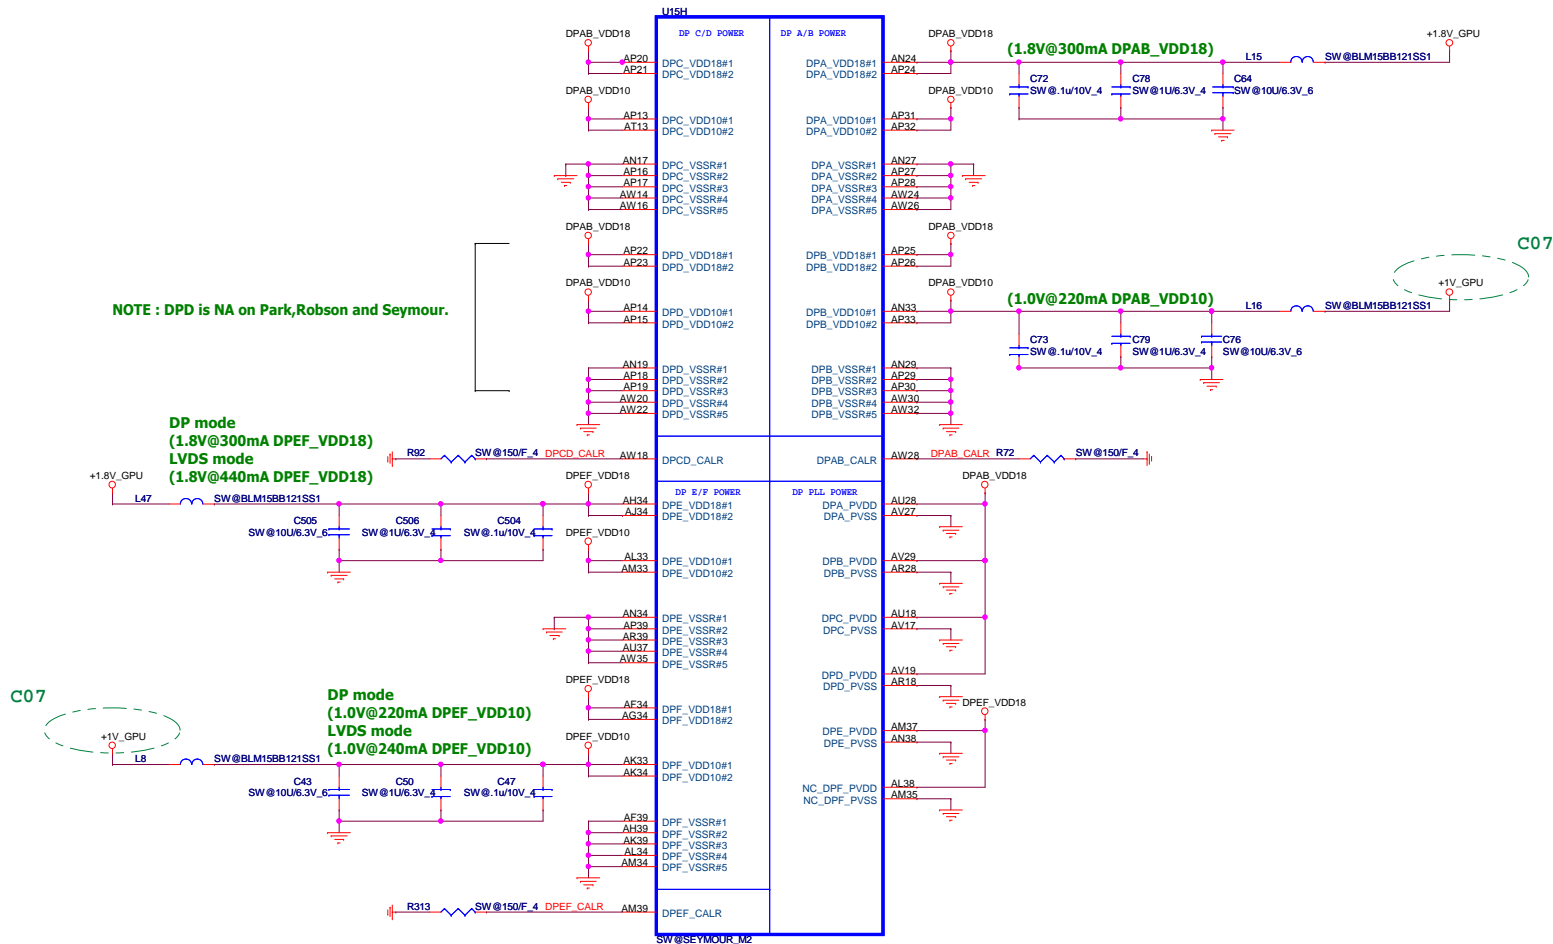 U15H
DP C/D POWER
DP A/B POWER
DPAB_VDD18
AP20 DPC_VDD18#1
AP21 DPC_VDD18#2
DPAB_VDD10
AP13 DPC_VDD10#1
AT13 DPC_VDD10#2
AN17 DPC_VSSR#1
AP16 DPC_VSSR#2
AP17 DPC_VSSR#3
AW14 DPC_VSSR#4
AW16 DPC_VSSR#5
DPAB_VDD18
AP22 DPD_VDD18#1
AP23 DPD_VDD18#2
DPAB_VDD10
AP14 DPD_VDD10#1
AP15 DPD_VDD10#2
NOTE : DPD is NA on Park,Robson and Seymour.
AN19 DPD_VSSR#1
AP18 DPD_VSSR#2
AP19 DPD_VSSR#3
AW20 DPD_VSSR#4
AW22 DPD_VSSR#5
DPAB_VDD18
DPA_VDD18#1 AN24
DPA_VDD18#2 AP24
(1.8V@300mA DPAB_VDD18)
L15 SW@BLM15BB121SS1
+1.8V_GPU
C72
SW@.1u/10V_4
C78
SW@1U/6.3V_4
C64
SW@10U/6.3V_6
DPAB_VDD10
DPA_VDD10#1 AP31
DPA_VDD10#2 AP32
DPA_VSSR#1 AN27
DPA_VSSR#2 AP27
DPA_VSSR#3 AP28
DPA_VSSR#4 AW24
DPA_VSSR#5 AW26
DPAB_VDD18
DPB_VDD18#1 AP25
DPB_VDD18#2 AP26
C07
+1V_GPU
DPAB_VDD10
DPB_VDD10#1 AN33
DPB_VDD10#2 AP33
(1.0V@220mA DPAB_VDD10)
L16 SW@BLM15BB121SS1
C73
SW@.1u/10V_4
C79
SW@1U/6.3V_4
C76
SW@10U/6.3V_6
DPB_VSSR#1 AN29
DPB_VSSR#2 AP29
DPB_VSSR#3 AP30
DPB_VSSR#4 AW30
DPB_VSSR#5 AW32
DP mode
(1.8V@300mA DPEF_VDD18)
LVDS mode
(1.8V@440mA DPEF_VDD18)
R92 SW@150/F_4 DPCD_CALR AW18 DPCD_CALR
DPAB_CALR AW28 DPAB_CALR R72 SW@150/F_4
+1.8V_GPU
L47 SW@BLM15BB121SS1
C505
SW@10U/6.3V_6
C506
SW@1U/6.3V_4
C504
SW@.1u/10V_4
DP E/F POWER
DP PLL POWER
DPEF_VDD18
AH34 DPE_VDD18#1
AJ34 DPE_VDD18#2
DPEF_VDD10
AL33 DPE_VDD10#1
AM33 DPE_VDD10#2
AN34 DPE_VSSR#1
AP39 DPE_VSSR#2
AR39 DPE_VSSR#3
AU37 DPE_VSSR#4
AW35 DPE_VSSR#5
DPAB_VDD18
DPA_PVDD AU28
DPA_PVSS AV27
DPB_PVDD AV29
DPB_PVSS AR28
DPC_PVDD AU18
DPC_PVSS AV17
DPD_PVDD AV19
DPD_PVSS AR18
DPEF_VDD18
DPE_PVDD AM37
DPE_PVSS AN38
NC_DPF_PVDD AL38
NC_DPF_PVSS AM35
C07
+1V_GPU
DP mode
(1.0V@220mA DPEF_VDD10)
LVDS mode
(1.0V@240mA DPEF_VDD10)
L8 SW@BLM15BB121SS1
C43
SW@10U/6.3V_6
C50
SW@1U/6.3V_4
C47
SW@.1u/10V_4
DPEF_VDD18
AF34 DPF_VDD18#1
AG34 DPF_VDD18#2
DPEF_VDD10
AK33 DPF_VDD10#1
AK34 DPF_VDD10#2
AF39 DPF_VSSR#1
AH39 DPF_VSSR#2
AK39 DPF_VSSR#3
AL34 DPF_VSSR#4
AM34 DPF_VSSR#5
R313 SW@150/F_4 DPEF_CALR AM39 DPEF_CALR
SW@SEYMOUR_M2